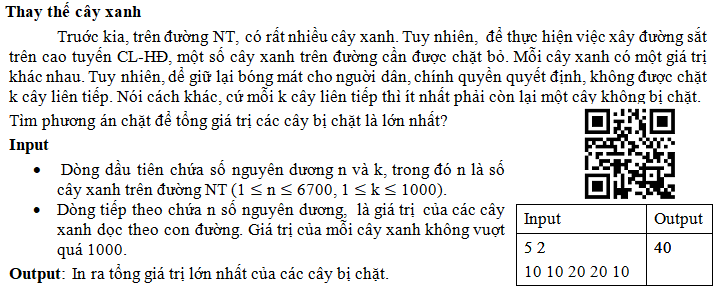 Thay thế cây xanh
Trước kia, trên đường NT, có rất nhiều cây xanh. Tuy nhiên, để thực hiện việc xây đường sắt
trên cao tuyến CL-HĐ, một số cây xanh trên đường cần được chặt bỏ. Mỗi cây xanh có một giá trị
khác nhau. Tuy nhiên, để giữ lại bóng mát cho người dân, chính quyền quyết định, không được chặt
k cây liên tiếp. Nói cách khác, cứ mỗi k cây liên tiếp thì ít nhất phải còn lại một cây không bị chặt.
Tìm phương án chặt để tổng giá trị các cây bị chặt là lớn nhất?
Input
• Dòng đầu tiên chứa số nguyên dương n và k, trong đó n là số
cây xanh trên đường NT (1 ≤ n ≤ 6700, 1 ≤ k ≤ 1000).
• Dòng tiếp theo chứa n số nguyên dương, là giá trị của các cây
xanh dọc theo con đường. Giá trị của mỗi cây xanh không vượt
quá 1000.
Output: In ra tổng giá trị lớn nhất của các cây bị chặt.
Input Output
5 2 40
10 10 20 20 10